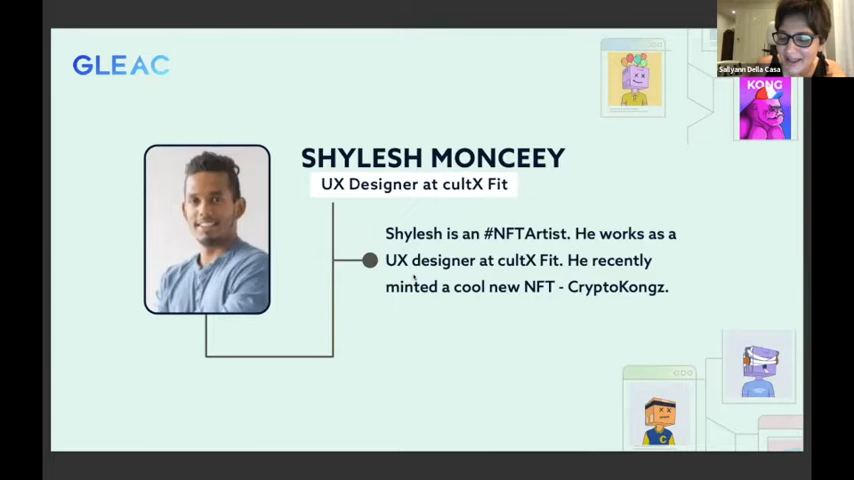 GLEAC
Sallyann Della Casa
KONG
SHYLESH MONCEEY
UX Designer at cultX Fit
Shylesh is an #NFTArtist. He works as a
UX designer at cultX Fit. He recently
minted a cool new NFT - CryptoKongz.
C